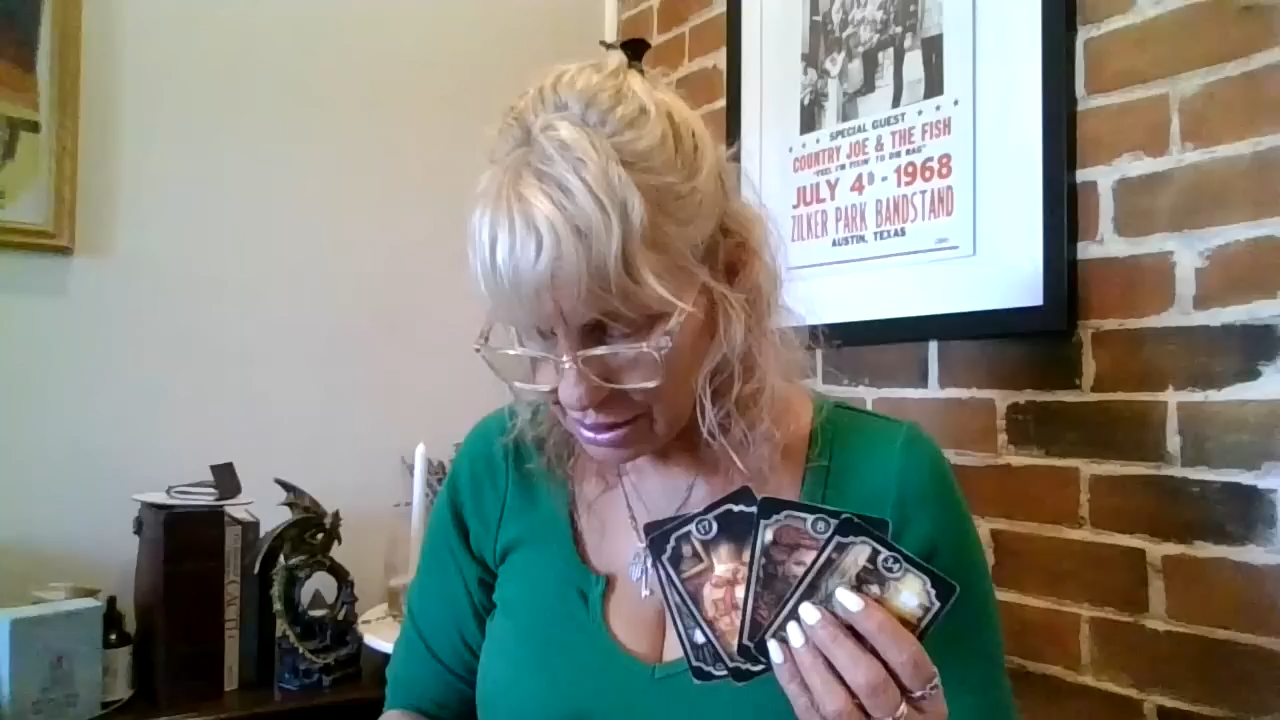 SPECIAL GUEST
COUNTRY JOE & THE FISH
"FEEL I'M FIXIN' TO DIE RAG"
JULY 4th - 1968
ZILKER PARK BANDSTAND
AUSTIN, TEXAS
17
8
34